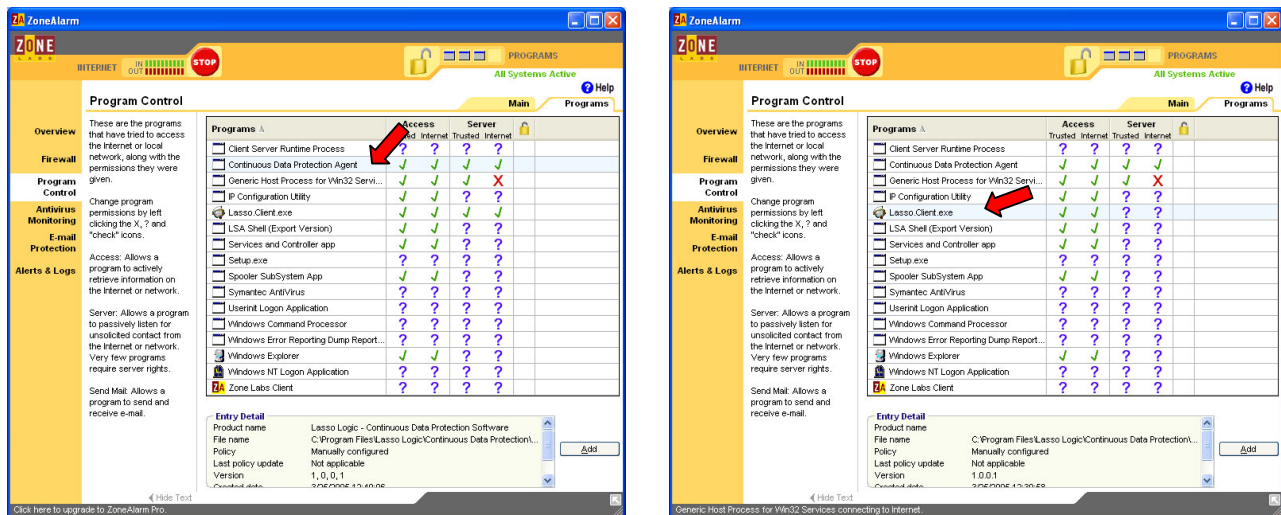 ZA ZoneAlarm
ZONE
LABS
INTERNET IN OUT STOP PROGRAMS
All Systems Active
? Help
Program Control Main Programs
Overview
Firewall
Program Control
Antivirus Monitoring
E-mail Protection
Alerts & Logs
These are the programs
that have tried to access
the Internet or local
network, along with the
permissions they were
given.
Change program
permissions by left
clicking the X, ? and
"check" icons.
Access: Allows a
program to actively
retrieve information on
the Internet or network.
Server: Allows a program
to passively listen for
unsolicited contact from
the Internet or network.
Very few programs
require server rights.
Send Mail: Allows a
program to send and
receive e-mail.
Programs Access Server
Internet Trusted Internet
Client Server Runtime Process ? ? ? ?
Continuous Data Protection Agent √ √ √ √
Generic Host Process for Win32 Servi... √ √ √ X
IP Configuration Utility √ √ ? ?
Lasso.Client.exe √ √ √ √
LSA Shell (Export Version) √ √ ? ?
Services and Controller app √ √ ? ?
Setup.exe ? ? ? ?
Spooler SubSystem App √ √ ? ?
Symantec AntiVirus ? ? ? ?
Userinit Logon Application ? ? ? ?
Windows Command Processor ? ? ? ?
Windows Error Reporting Dump Report... ? ? ? ?
Windows Explorer √ √ ? ?
Windows NT Logon Application ? ? ? ?
ZA Zone Labs Client ? ? ? ?
Entry Detail
Product name Lasso Logic - Continuous Data Protection Software
File name C:\Program Files\Lasso Logic\Continuous Data Protection\...
Policy Manually configured
Last policy update Not applicable
Version 1, 0, 0, 1
Add
Hide Text
Click here to upgrade to ZoneAlarm Pro.
ZA ZoneAlarm
ZONE
LABS
INTERNET IN OUT STOP PROGRAMS
All Systems Active
? Help
Program Control Main Programs
Overview
Firewall
Program Control
Antivirus Monitoring
E-mail Protection
Alerts & Logs
These are the programs
that have tried to access
the Internet or local
network, along with the
permissions they were
given.
Change program
permissions by left
clicking the X, ? and
"check" icons.
Access: Allows a
program to actively
retrieve information on
the Internet or network.
Server: Allows a program
to passively listen for
unsolicited contact from
the Internet or network.
Very few programs
require server rights.
Send Mail: Allows a
program to send and
receive e-mail.
Programs Access Server
Trusted Internet Trusted Internet
Client Server Runtime Process ? ? ? ?
Continuous Data Protection Agent √ √ √ √
Generic Host Process for Win32 Servi... √ √ √ X
IP Configuration Utility √ √ ? ?
Lasso.Client.exe √ √ ? ?
LSA Shell (Export Version) √ √ ? ?
Services and Controller app √ √ ? ?
Setup.exe ? ? ? ?
Spooler SubSystem App √ √ ? ?
Symantec AntiVirus ? ? ? ?
Userinit Logon Application ? ? ? ?
Windows Command Processor ? ? ? ?
Windows Error Reporting Dump Report... ? ? ? ?
Windows Explorer √ √ ? ?
Windows NT Logon Application ? ? ? ?
ZA Zone Labs Client ? ? ? ?
Entry Detail
Product name
File name C:\Program Files\Lasso Logic\Continuous Data Protection\...
Policy Manually configured
Last policy update Not applicable
Version 1.0.0.1
Add
Hide Text
Generic Host Process for Win32 Services connecting to Internet.